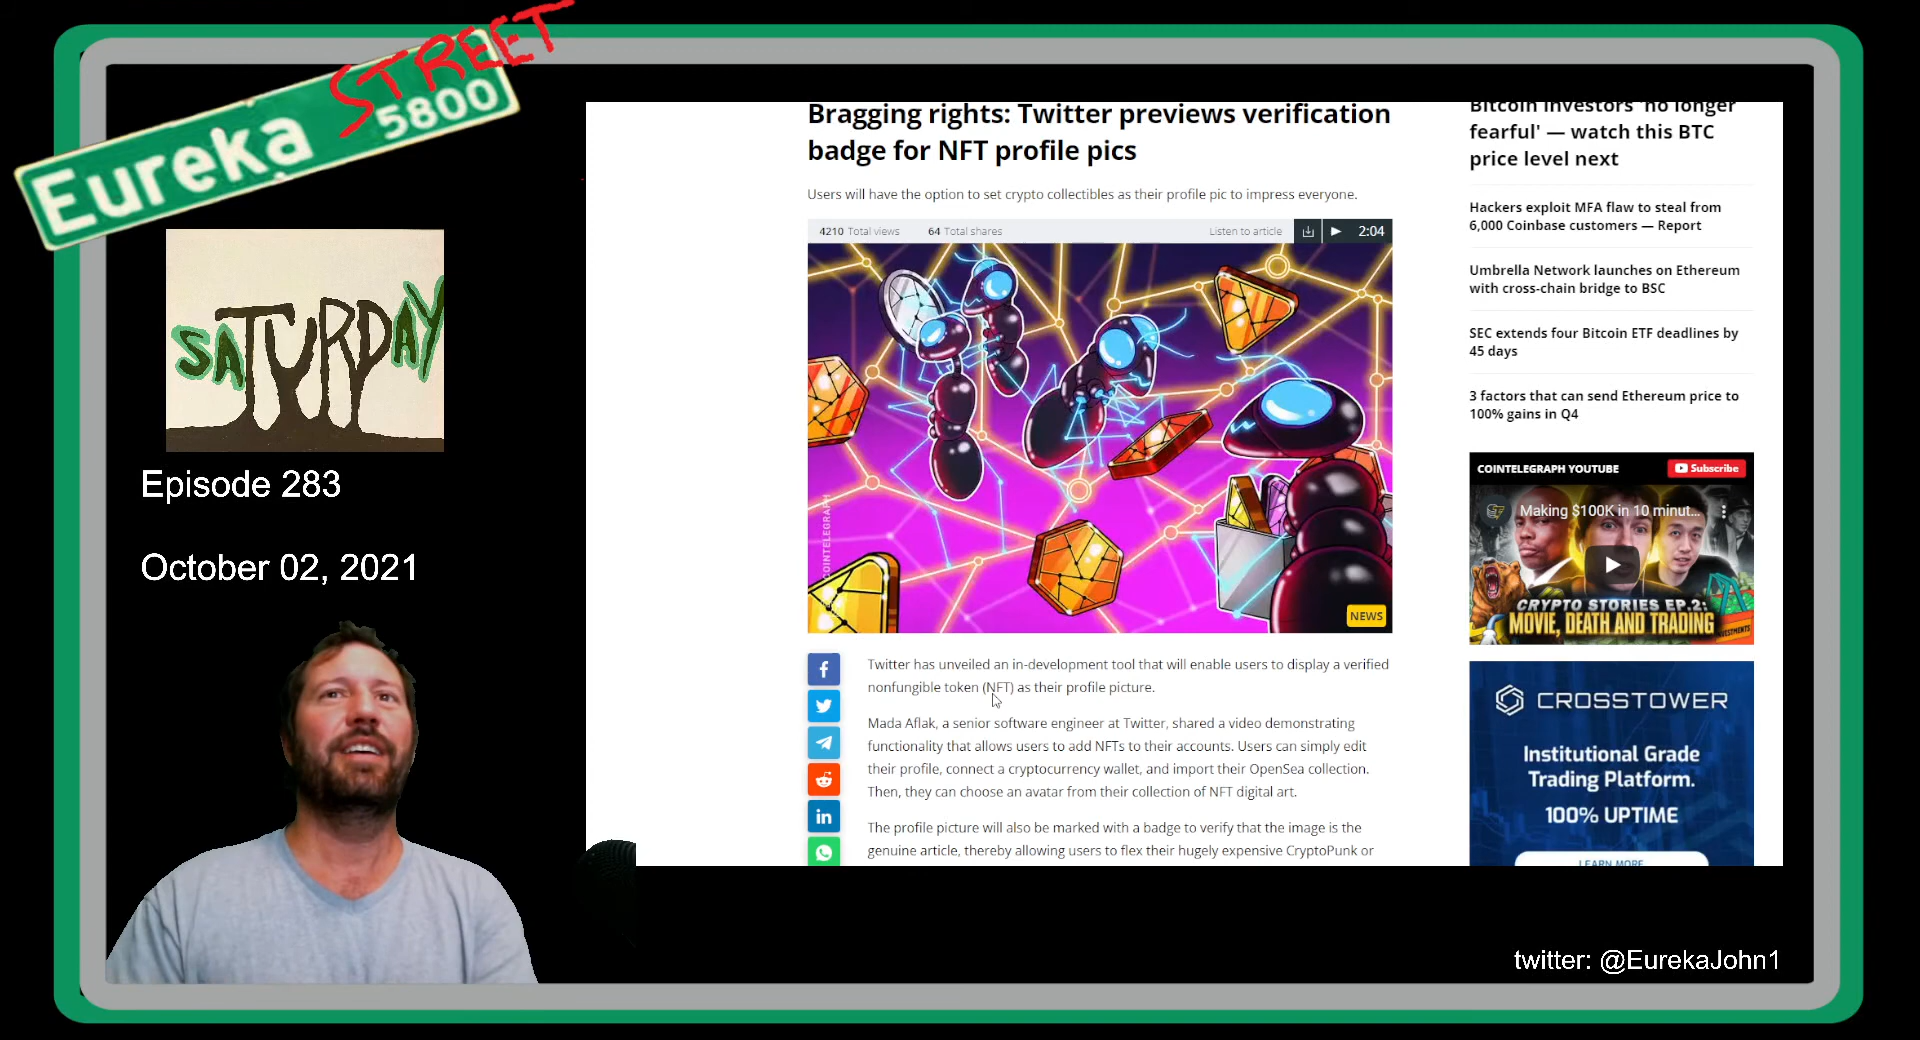 Eureka STREET
5800
SATURDAY
Episode 283
October 02, 2021
Bragging rights: Twitter previews verification
badge for NFT profile pics
Users will have the option to set crypto collectibles as their profile pic to impress everyone.
4210 Total views 64 Total shares Listen to article 2:04
COINTELEGRAPH
NEWS
Twitter has unveiled an in-development tool that will enable users to display a verified
nonfungible token (NFT) as their profile picture.
Mada Aflak, a senior software engineer at Twitter, shared a video demonstrating
functionality that allows users to add NFTs to their accounts. Users can simply edit
their profile, connect a cryptocurrency wallet, and import their OpenSea collection.
Then, they can choose an avatar from their collection of NFT digital art.
The profile picture will also be marked with a badge to verify that the image is the
genuine article, thereby allowing users to flex their hugely expensive CryptoPunk or
Bitcoin investors 'no longer
fearful' — watch this BTC
price level next
Hackers exploit MFA flaw to steal from
6,000 Coinbase customers — Report
Umbrella Network launches on Ethereum
with cross-chain bridge to BSC
SEC extends four Bitcoin ETF deadlines by
45 days
3 factors that can send Ethereum price to
100% gains in Q4
COINTELEGRAPH YOUTUBE Subscribe
Making $100K in 10 minut...
CRYPTO STORIES EP.2:
MOVIE, DEATH AND TRADING
INVESTMENTS
CROSSTOWER
Institutional Grade
Trading Platform.
100% UPTIME
LEARN MORE
twitter: @EurekaJohn1